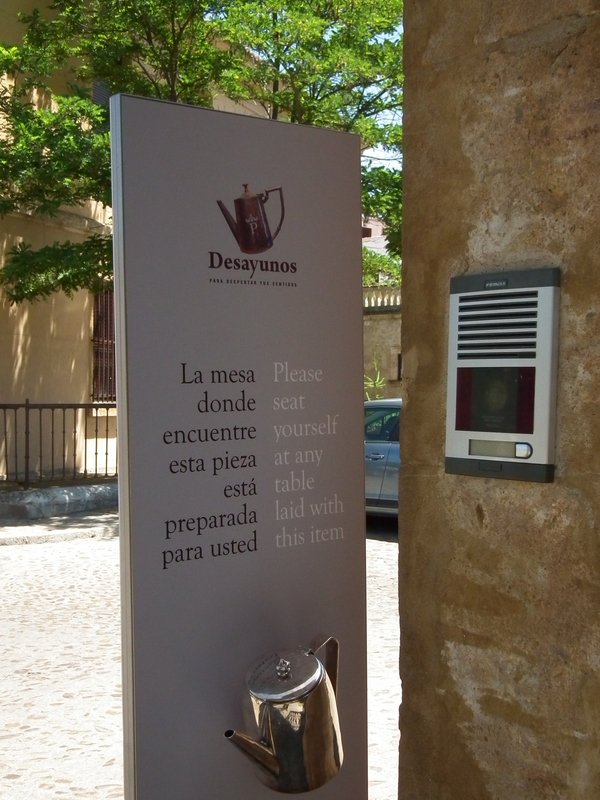 P
Desayunos
PARA DESPERTAR TUS SENTIDOS
La mesa
donde
encuentre
esta pieza
está
preparada
para usted
Please
seat
yourself
at any
table
laid with
this item